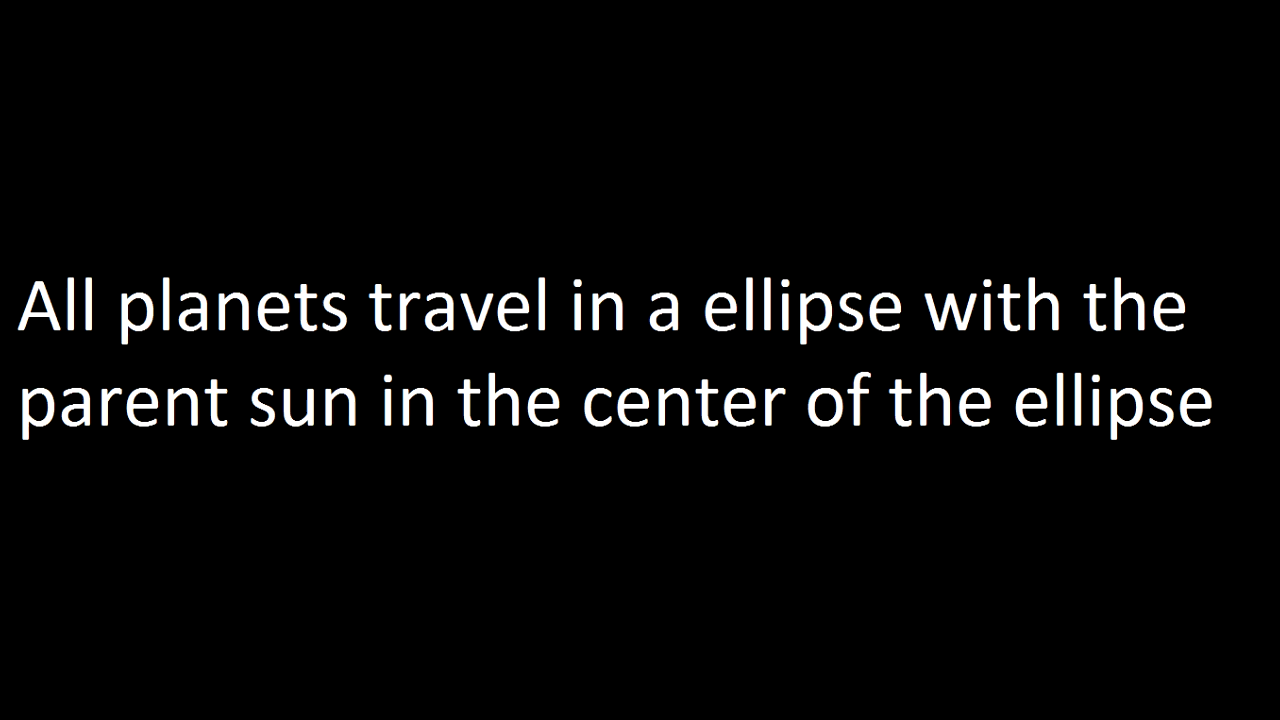 All planets travel in a ellipse with the
parent sun in the center of the ellipse